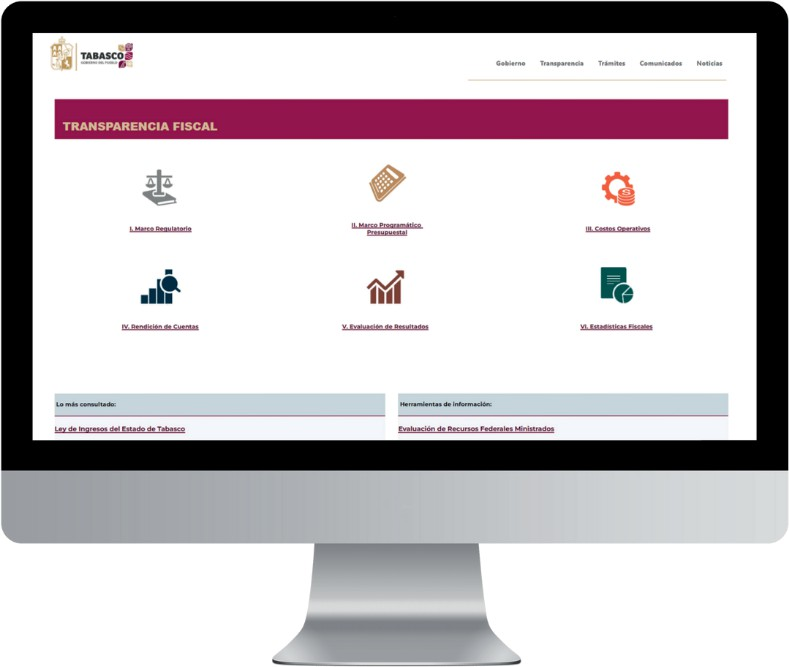 TABASCO
GOBIERNO DEL PUEBLO
Gobierno Transparencia Trámites Comunicados Noticias
TRANSPARENCIA FISCAL
I. Marco Regulatorio
II. Marco Programático
Presupuestal
III. Costos Operativos
IV. Rendición de Cuentas
V. Evaluación de Resultados
VI. Estadísticas Fiscales
Lo más consultado:
Herramientas de información:
Ley de Ingresos del Estado de Tabasco
Evaluación de Recursos Federales Ministrados